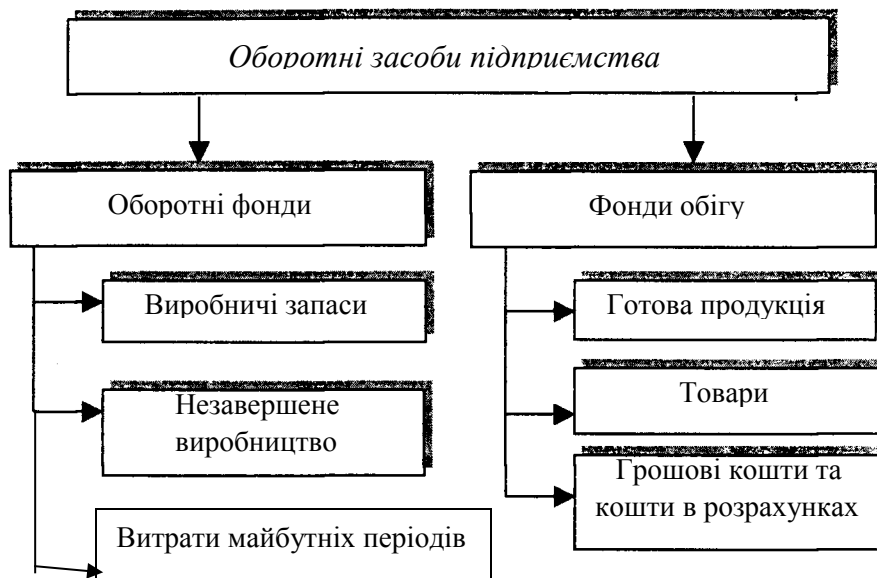 Оборотні засоби підприємства
Оборотні фонди
Виробничі запаси
Незавершене
виробництво
Витрати майбутніх періодів
Фонди обігу
Готова продукція
Товари
Грошові кошти та
кошти в розрахунках